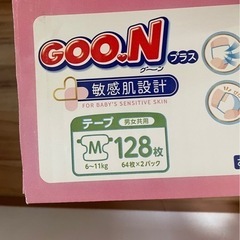 GOO.N プラス
グ〜ン
敏感肌設計
FOR BABY'S SENSITIVE SKIN
テープ 男女共用
M 128枚
6〜11kg 64枚×2パック